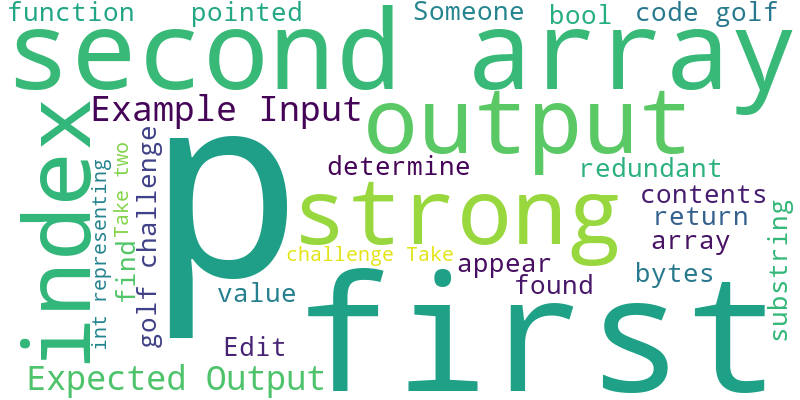 function
pointed
Someone
bool
code golf
second array
Example Input
output
index
p
golf challenge
Take two
int representing
find
determine
redundant
strong
contents
return
array
substring
challenge Take
appear
found
bytes
value
first
Edit
Expected Output